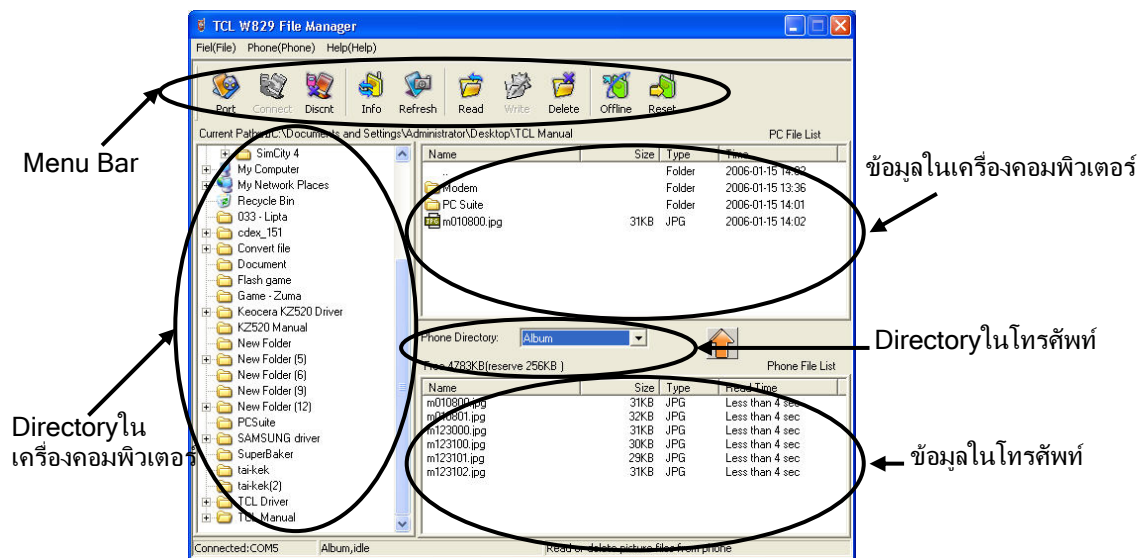 TCL W829 File Manager
Fiel(File) Phone(Phone) Help(Help)
Port Connect Discnt Info Refresh Read Write Delete Offline Reset
Menu Bar
Current Path: C:\Documents and Settings\Administrator\Desktop\TCL Manual
PC File List
SimCity 4
My Computer
My Network Places
Recycle Bin
033 - Lipta
cdex_151
Convert file
Document
Flash game
Game - Zuma
Keocera KZ520 Driver
KZ520 Manual
New Folder
New Folder (5)
New Folder (6)
New Folder (9)
New Folder (12)
PCSuite
SAMSUNG driver
SuperBaker
tai-kek
tai-kek(2)
TCL Driver
TCL Manual
Directoryใน
เครื่องคอมพิวเตอร์
Name Size Type Time
.. Folder 2006-01-15 14:02
Modem Folder 2006-01-15 13:36
PC Suite Folder 2006-01-15 14:01
m010800.jpg 31KB JPG 2006-01-15 14:02
ข้อมูลในเครื่องคอมพิวเตอร์
Phone Directory: Album
Directoryในโทรศัพท์
Free 4783KB(reserve 256KB )
Phone File List
Name Size Type Read Time
m010800.jpg 31KB JPG Less than 4 sec
m010801.jpg 32KB JPG Less than 4 sec
m123000.jpg 31KB JPG Less than 4 sec
m123100.jpg 30KB JPG Less than 4 sec
m123101.jpg 29KB JPG Less than 4 sec
m123102.jpg 31KB JPG Less than 4 sec
ข้อมูลในโทรศัพท์
Connected:COM5 Album,idle Read or delete picture files from phone